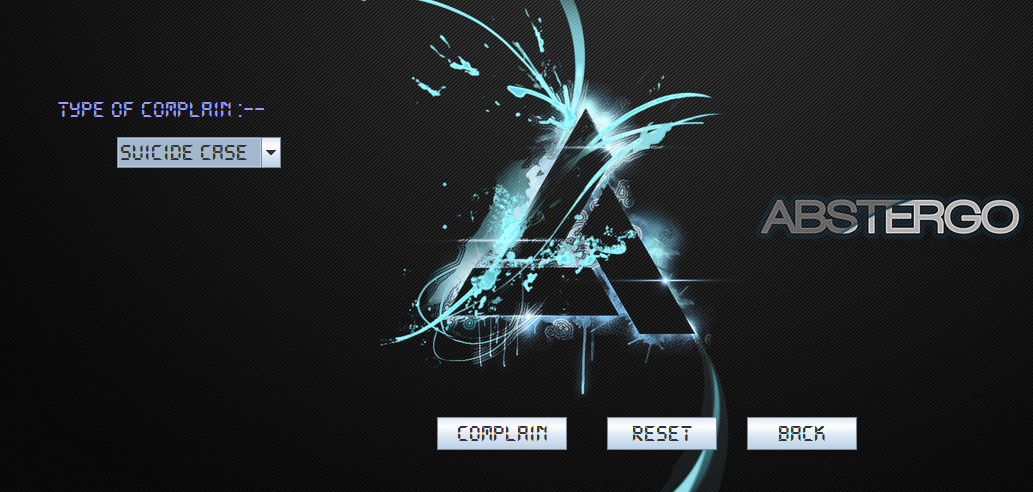 TYPE OF COMPLAIN :--
SUICIDE CASE
ABSTERGO
COMPLAIN
RESET
BACK